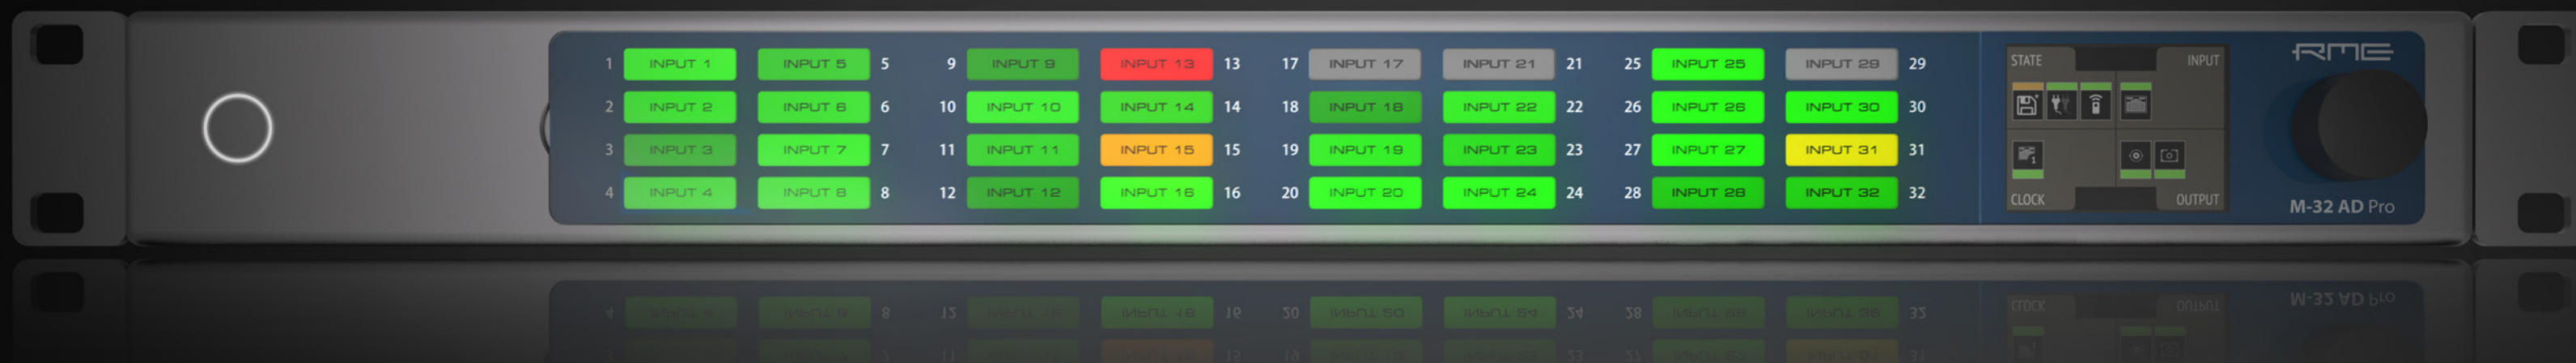 1 INPUT 1 INPUT 5 5 9 INPUT 9 INPUT 13 13 17 INPUT 17 INPUT 21 21 25 INPUT 25 INPUT 29 29
2 INPUT 2 INPUT 6 6 10 INPUT 10 INPUT 14 14 18 INPUT 18 INPUT 22 22 26 INPUT 26 INPUT 30 30
3 INPUT 3 INPUT 7 7 11 INPUT 11 INPUT 15 15 19 INPUT 19 INPUT 23 23 27 INPUT 27 INPUT 31 31
4 INPUT 4 INPUT 8 8 12 INPUT 12 INPUT 16 16 20 INPUT 20 INPUT 24 24 28 INPUT 28 INPUT 32 32
STATE INPUT
1
CLOCK OUTPUT
RME
M-32 AD Pro